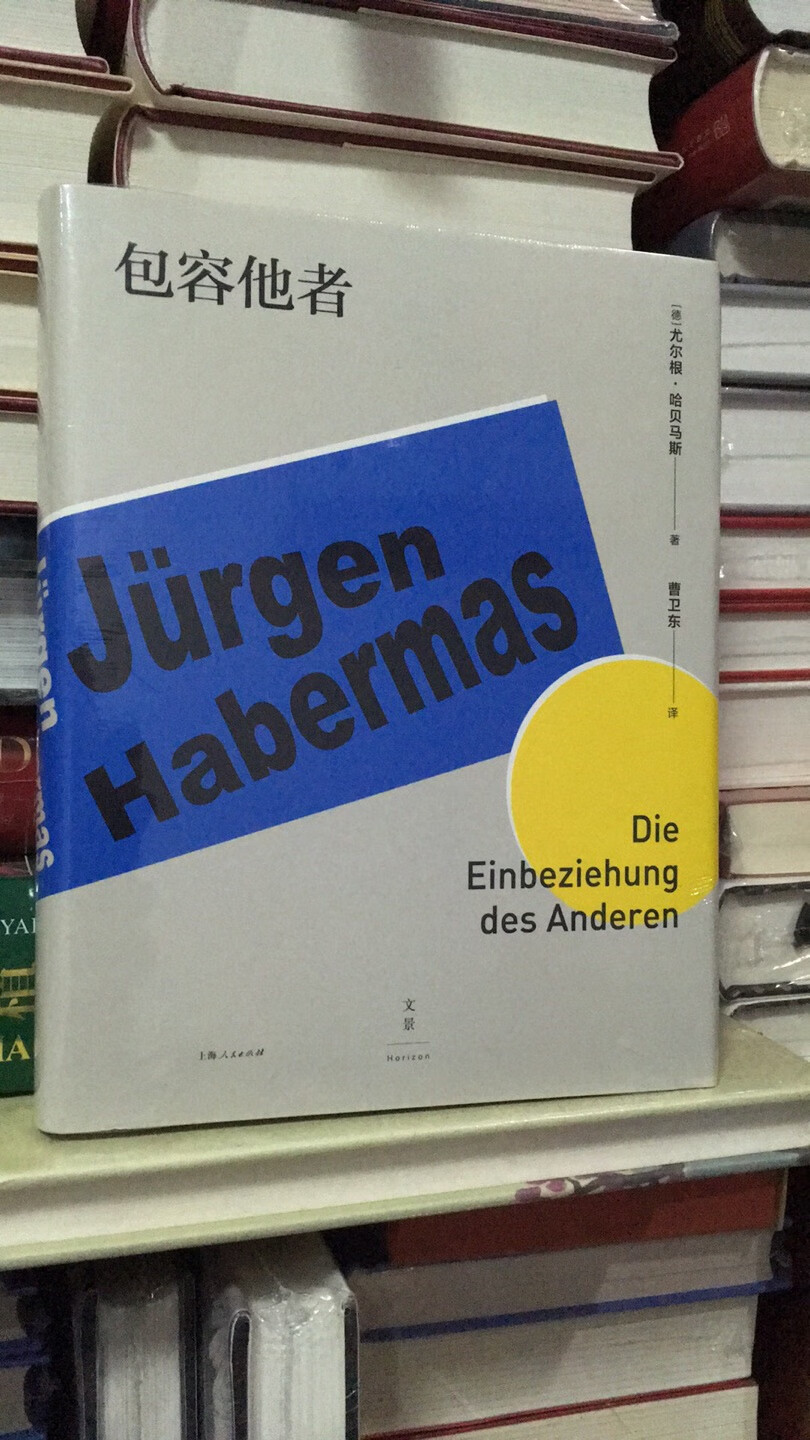 包容他者
[德]尤尔根·哈贝马斯——著
曹卫东——译
Jürgen
Habermas
Die
Einbeziehung
des Anderen
文景
Horizon
上海人民出版社
Jürgen